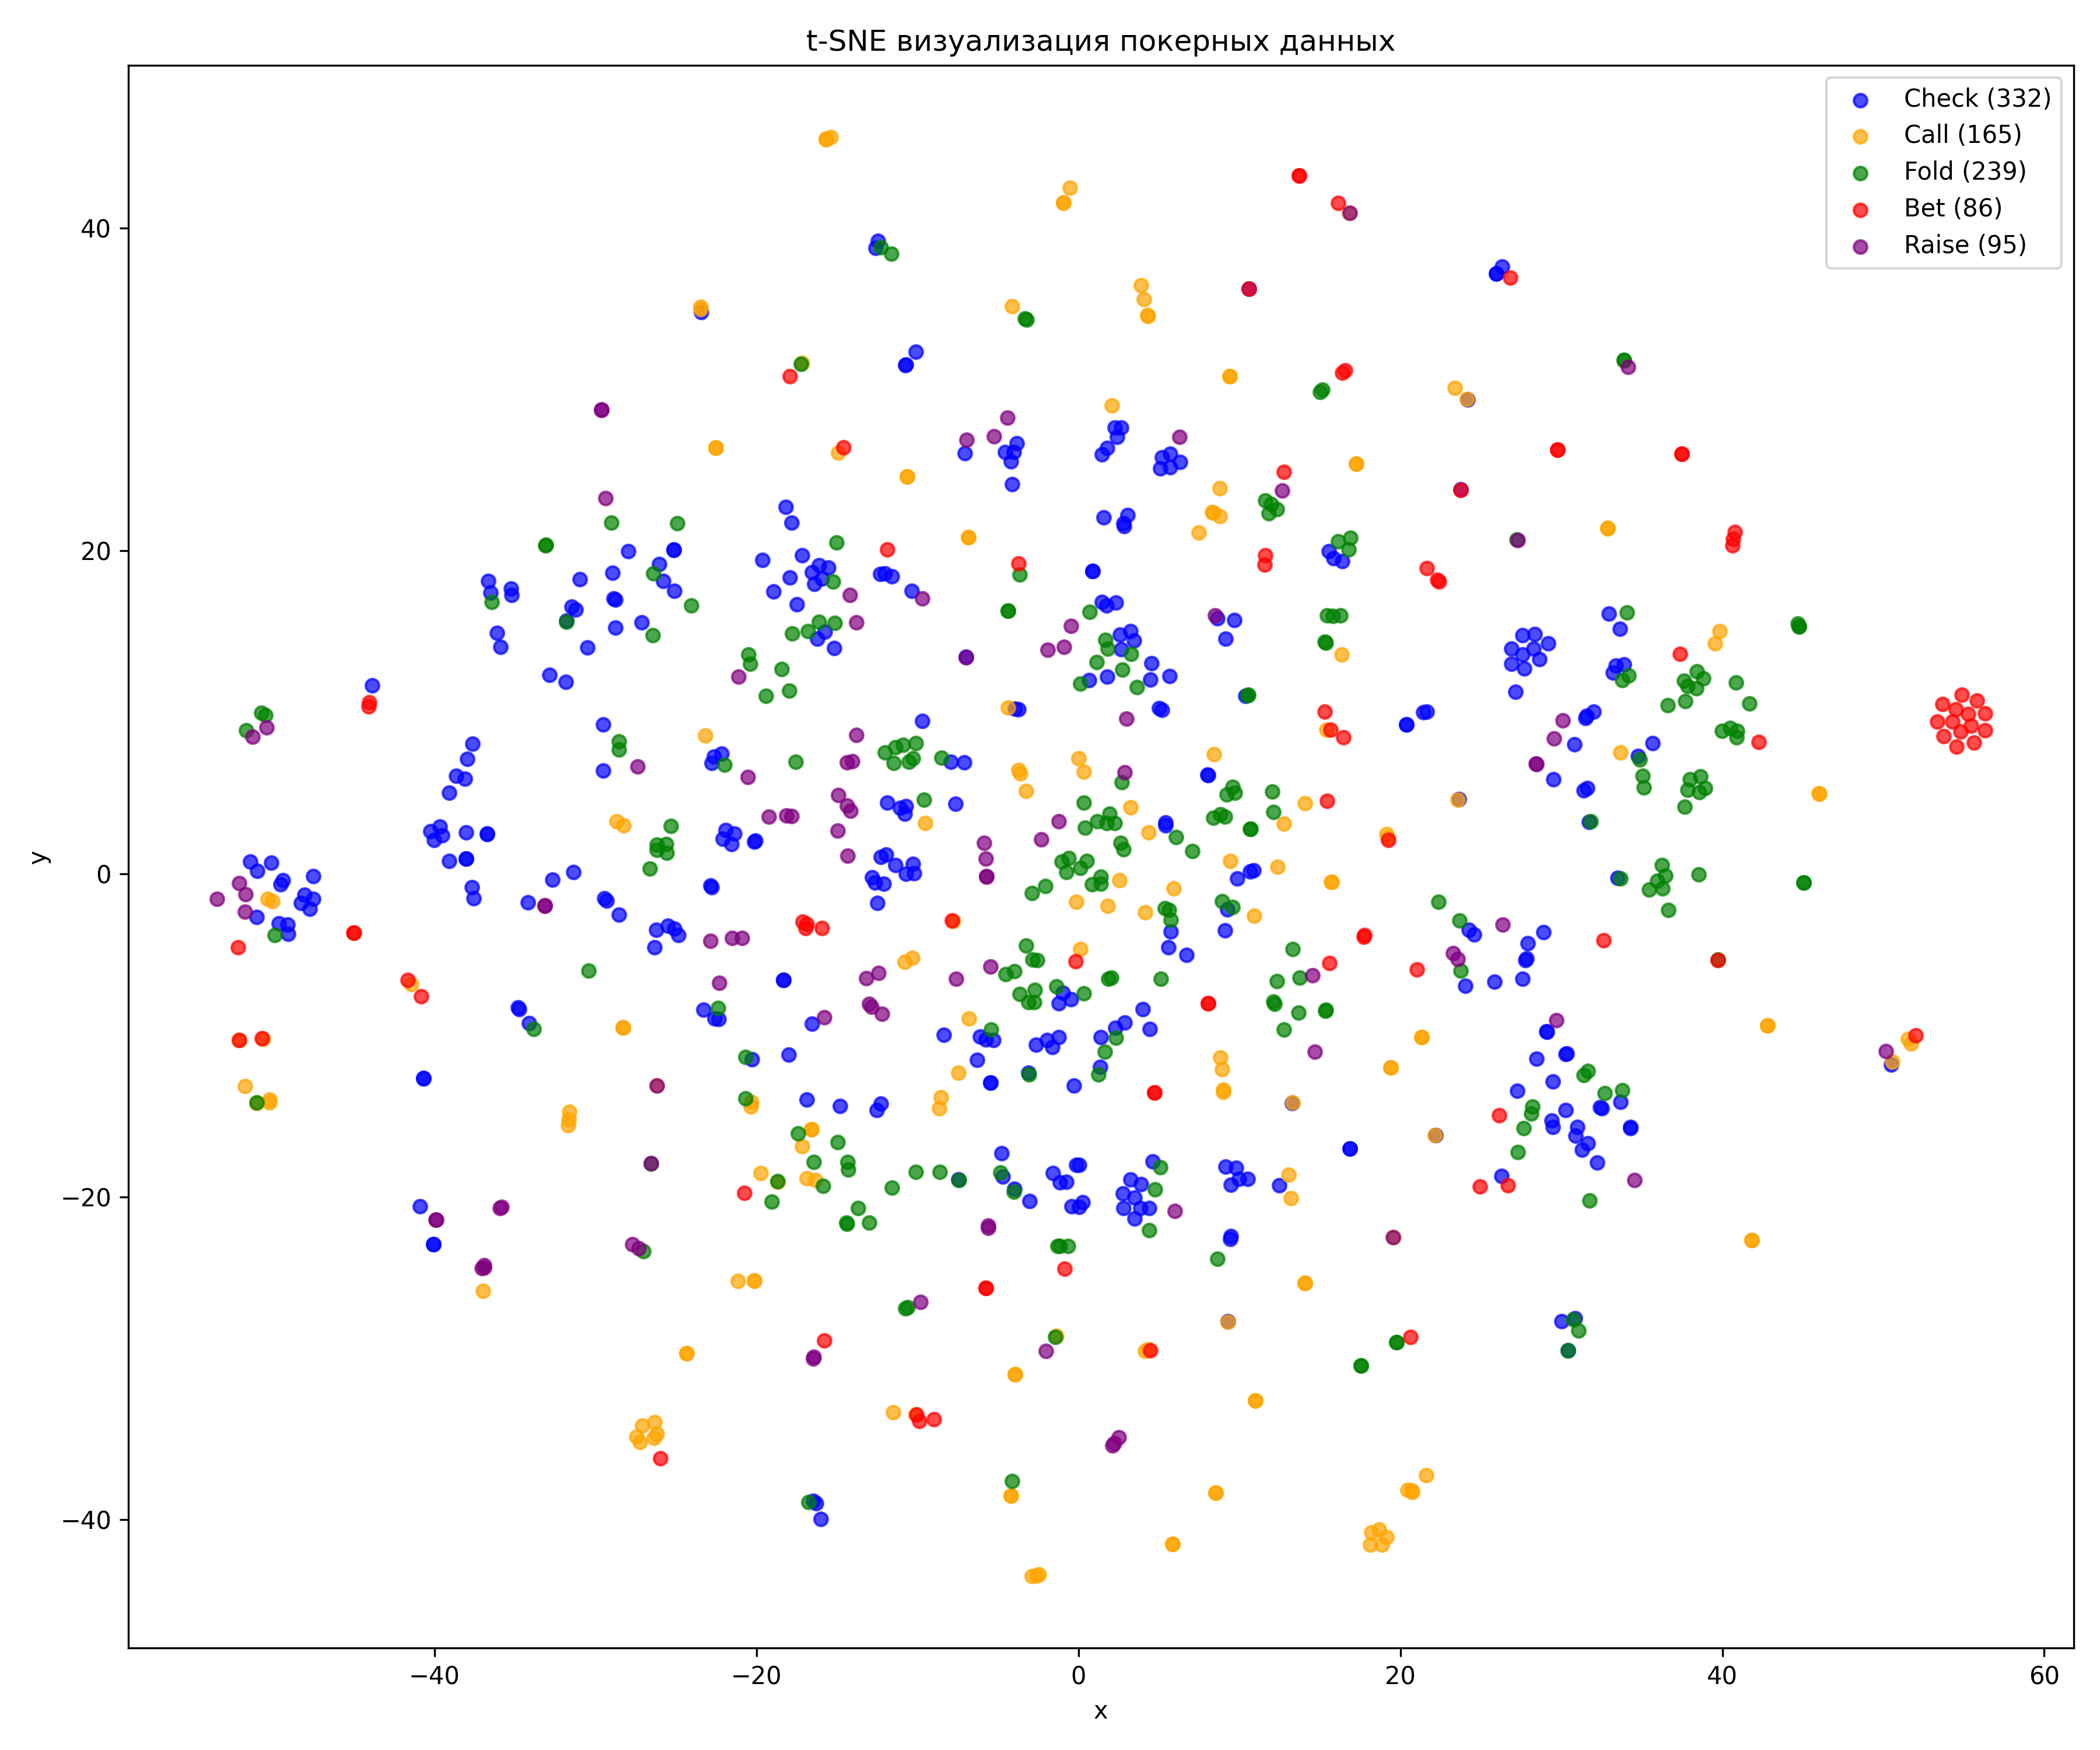 t-SNE визуализация покерных данных
Check (332)
Call (165)
Fold (239)
Bet (86)
Raise (95)
40
20
0
−20
−40
y
−40
−20
0
20
40
60
x